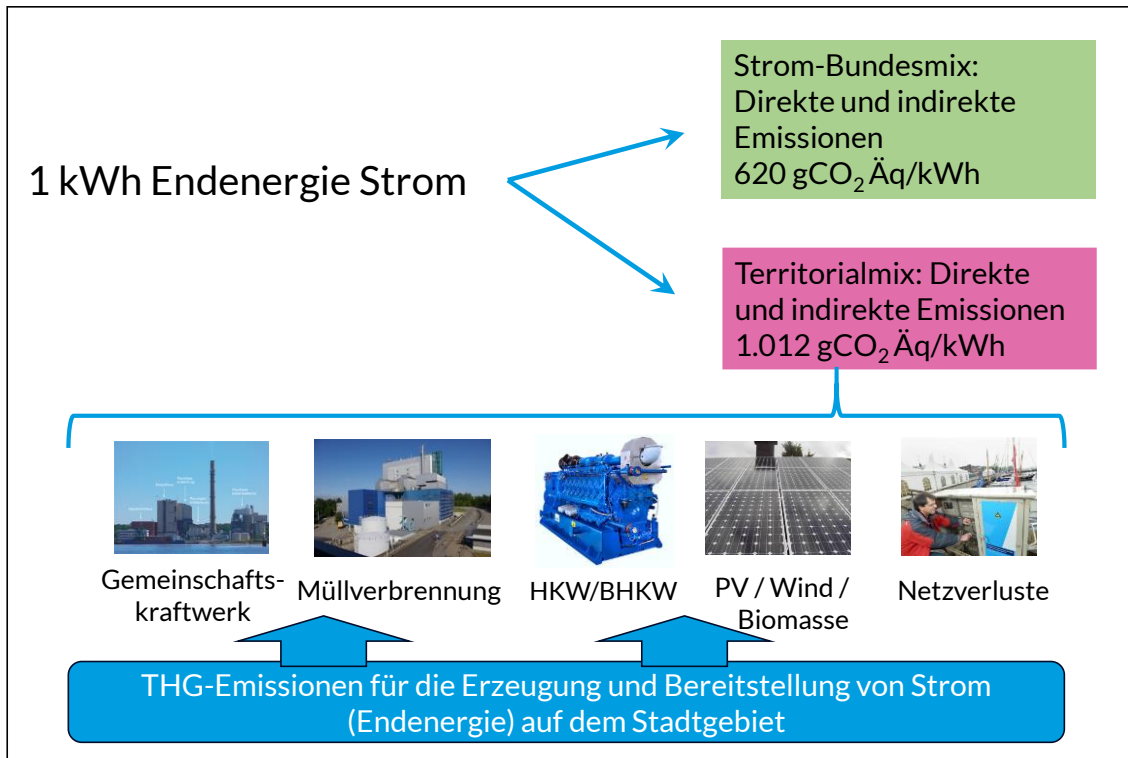 Strom-Bundesmix:
Direkte und indirekte
Emissionen
620 gCO₂ Äq/kWh
1 kWh Endenergie Strom
Territorialmix: Direkte
und indirekte Emissionen
1.012 gCO₂ Äq/kWh
Gemeinschafts-
kraftwerk
Müllverbrennung
HKW/BHKW
PV / Wind /
Biomasse
Netzverluste
THG-Emissionen für die Erzeugung und Bereitstellung von Strom
(Endenergie) auf dem Stadtgebiet